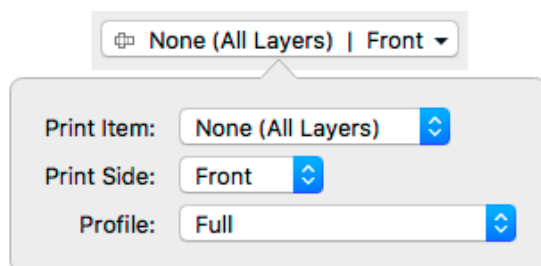 None (All Layers) | Front
Print Item: None (All Layers)
Print Side: Front
Profile: Full